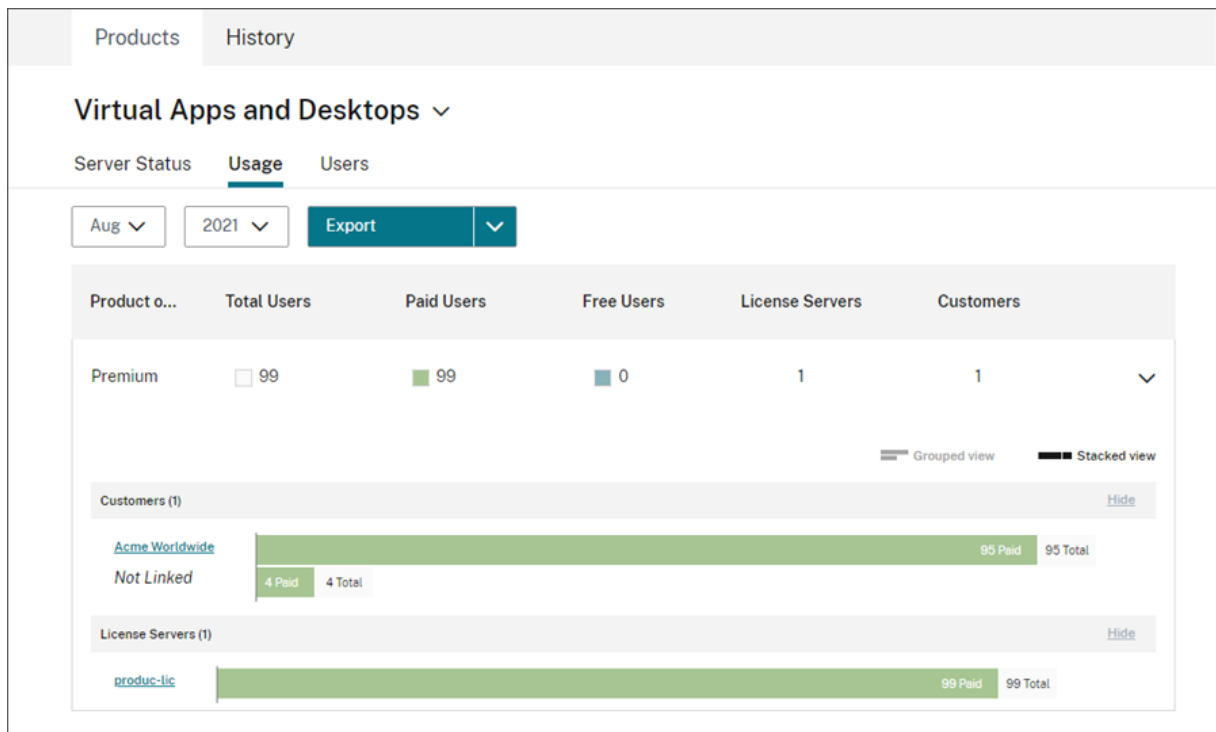 Products History
Virtual Apps and Desktops
Server Status Usage Users
Aug 2021 Export
Product o... Total Users Paid Users Free Users License Servers Customers
Premium 99 99 0 1 1
Grouped view Stacked view
Customers (1) Hide
Acme Worldwide 95 Paid 95 Total
Not Linked 4 Paid 4 Total
License Servers (1) Hide
produc-lic 99 Paid 99 Total